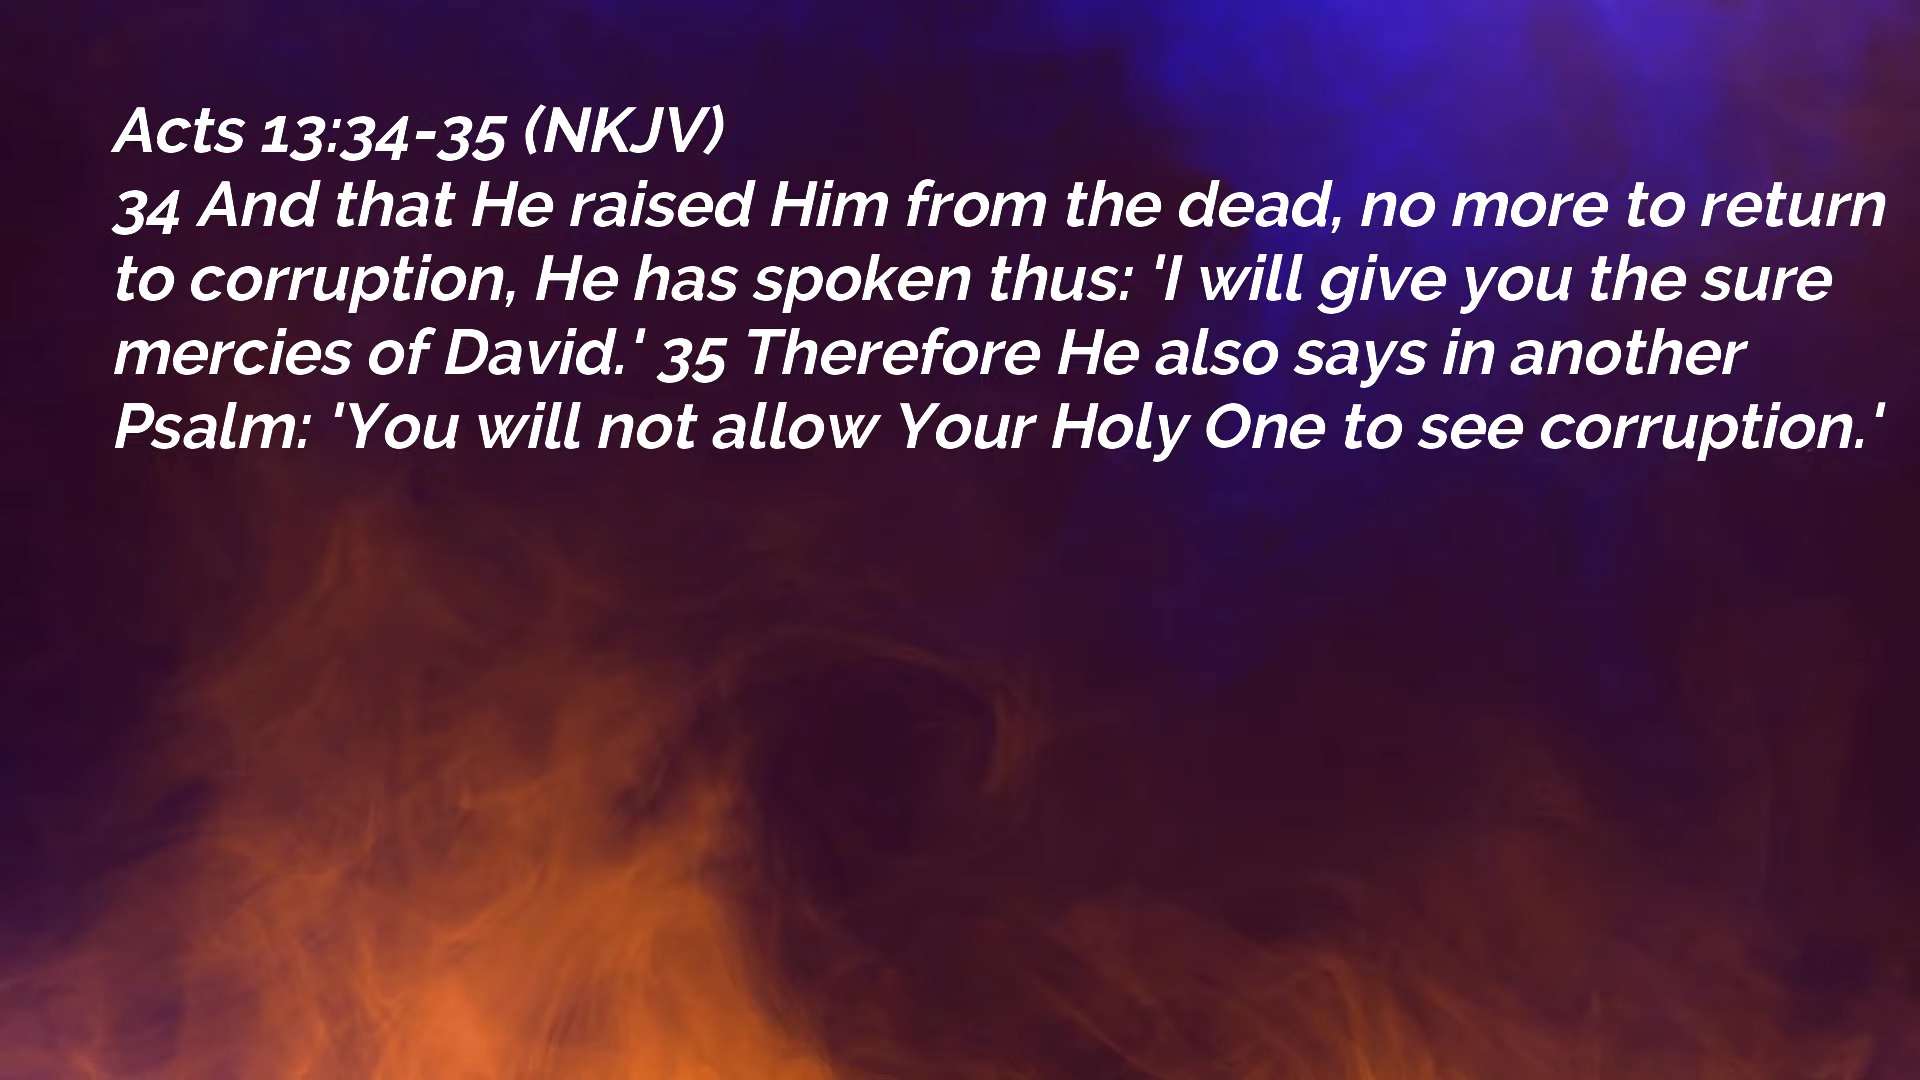 Acts 13:34-35 (NKJV)
34 And that He raised Him from the dead, no more to return
to corruption, He has spoken thus: 'I will give you the sure
mercies of David.' 35 Therefore He also says in another
Psalm: 'You will not allow Your Holy One to see corruption.'